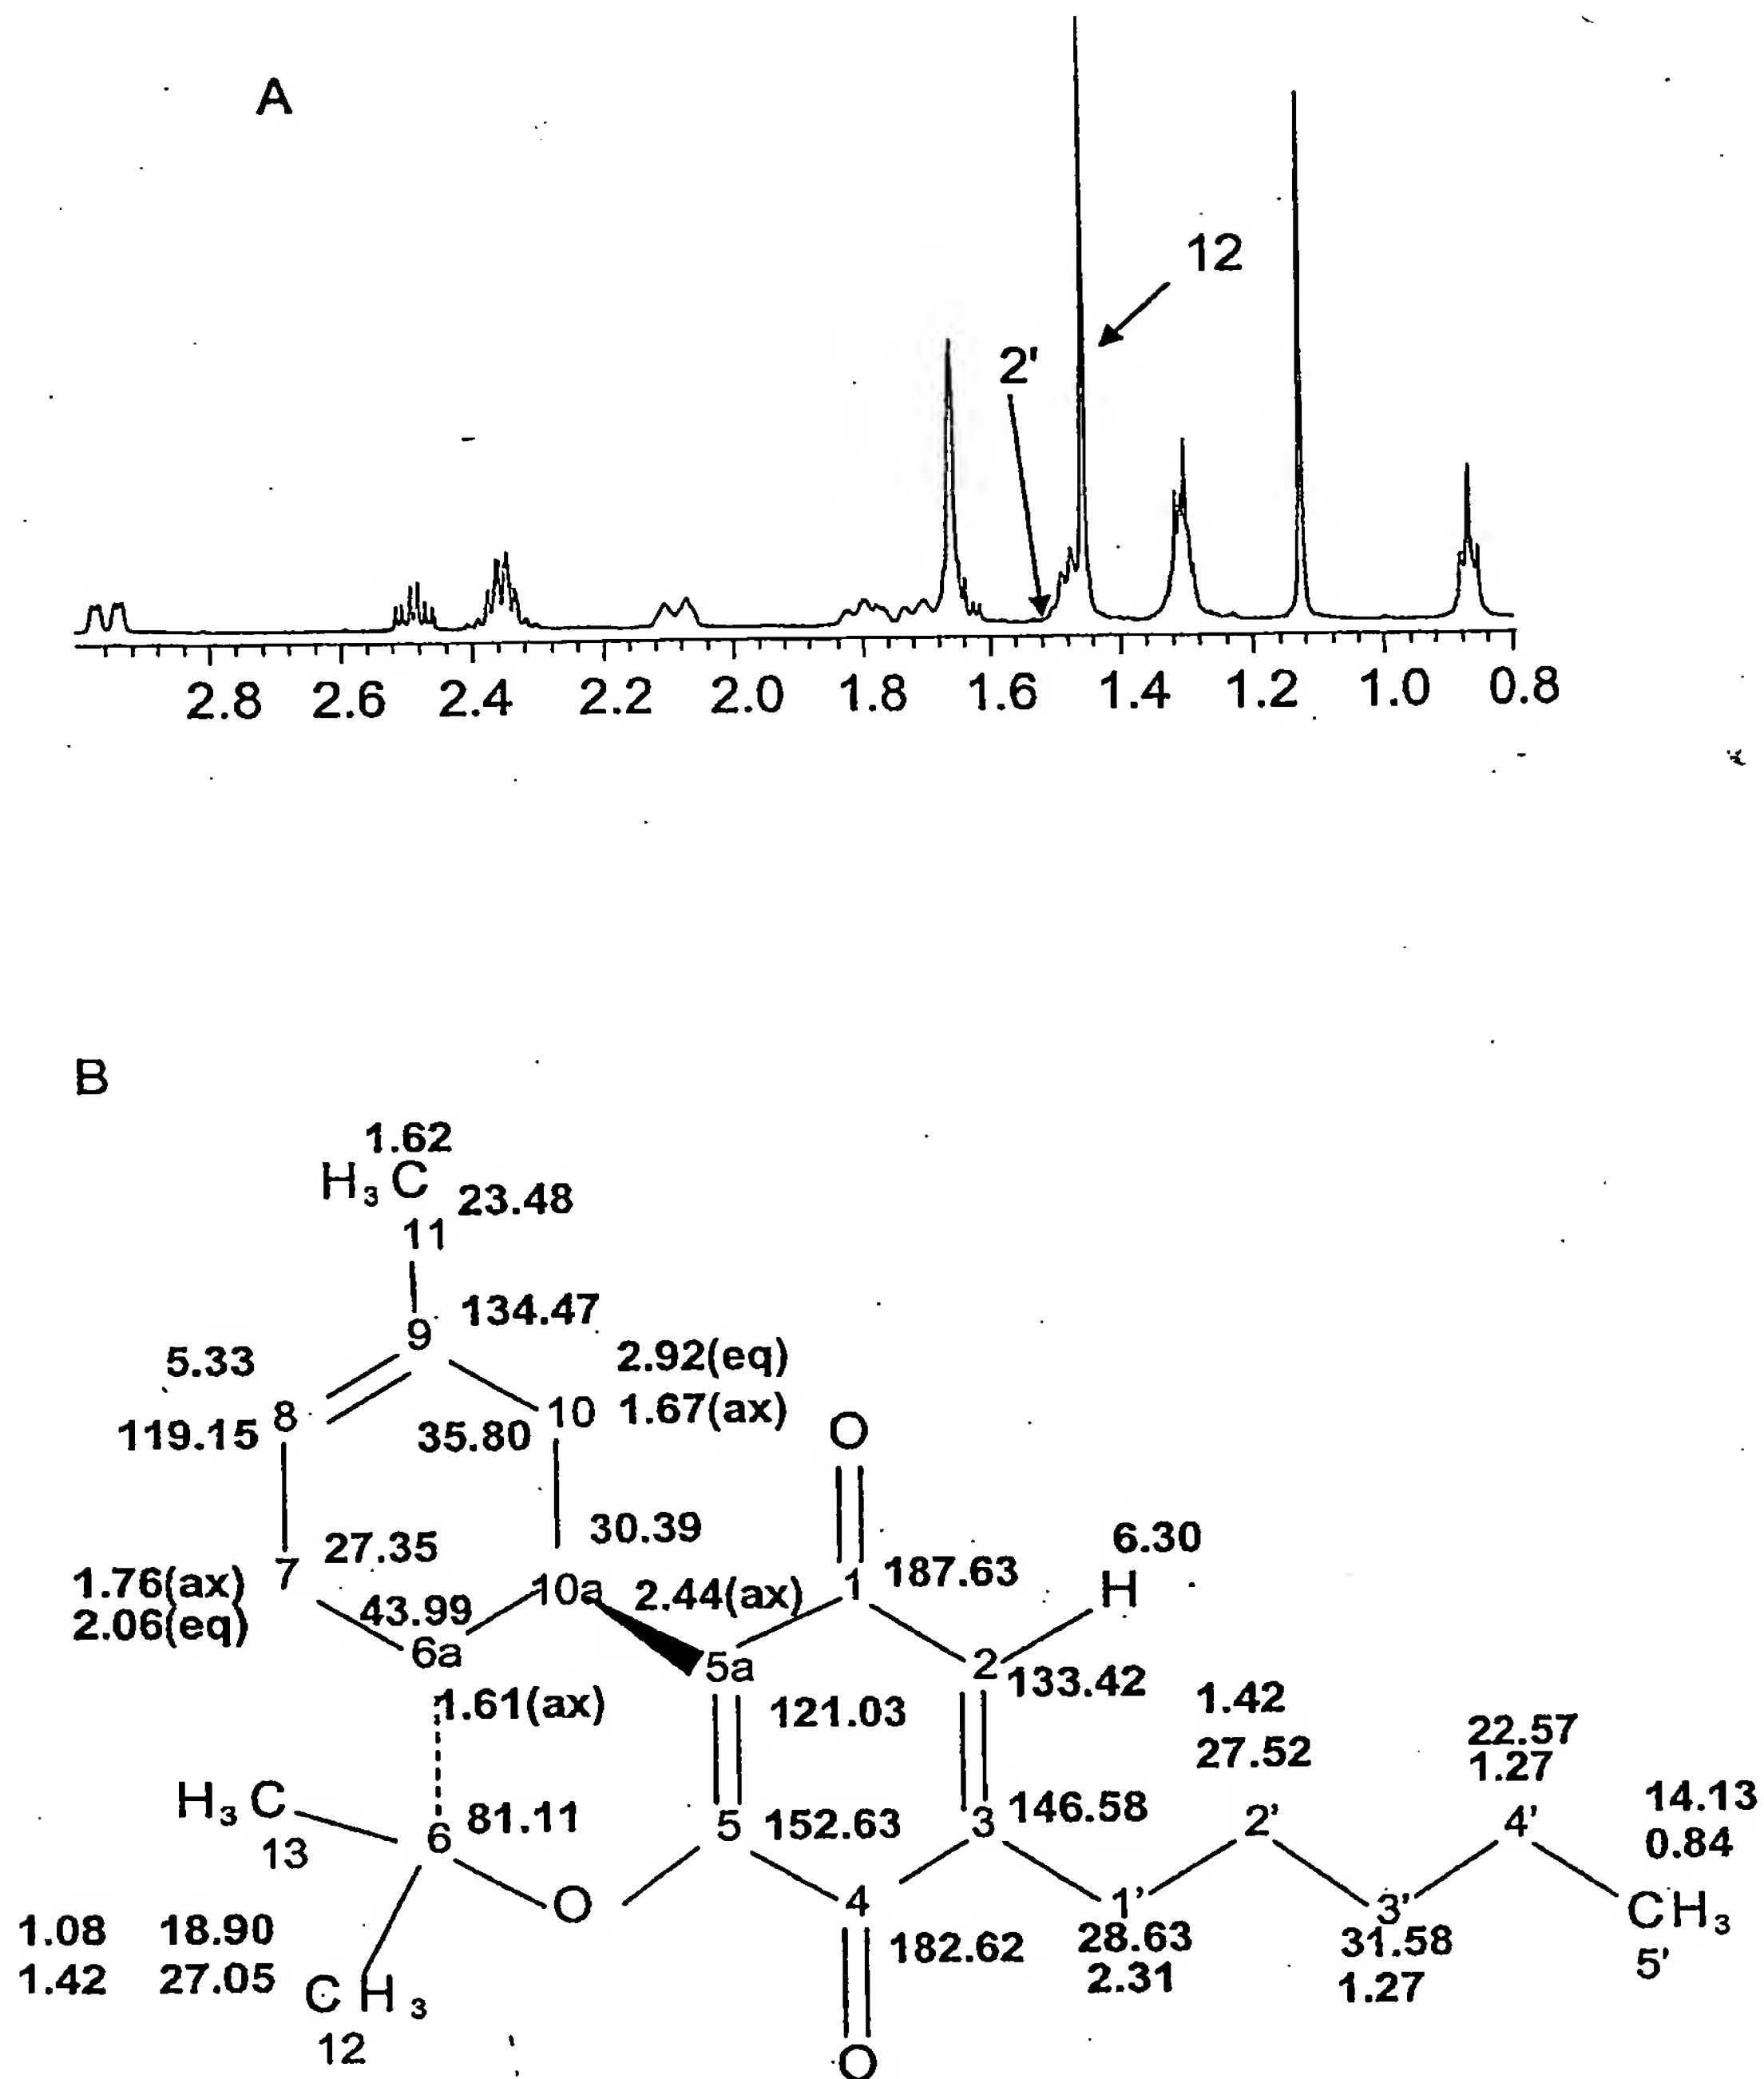 A
12
2'
2.8 2.6 2.4 2.2 2.0 1.8 1.6 1.4 1.2 1.0 0.8
B
1.62
H3C 23.48
11
9 134.47
5.33 2.92(eq)
8 10 1.67(ax) O
119.15 35.80
30.39 6.30
7 27.35 H
1.76(ax) 10a 2.44(ax) 1 187.63
2.06(eq) 43.99
6a 5a 2 133.42 1.42
1.61(ax) 121.03 27.52 22.57
1.27
H3C 6 81.11 5 152.63 3 146.58 2' 4' 14.13
13 0.84
O 4 1' 3' CH3
1.08 18.90 182.62 28.63 31.58 5'
1.42 27.05 CH3 2.31 1.27
12
O